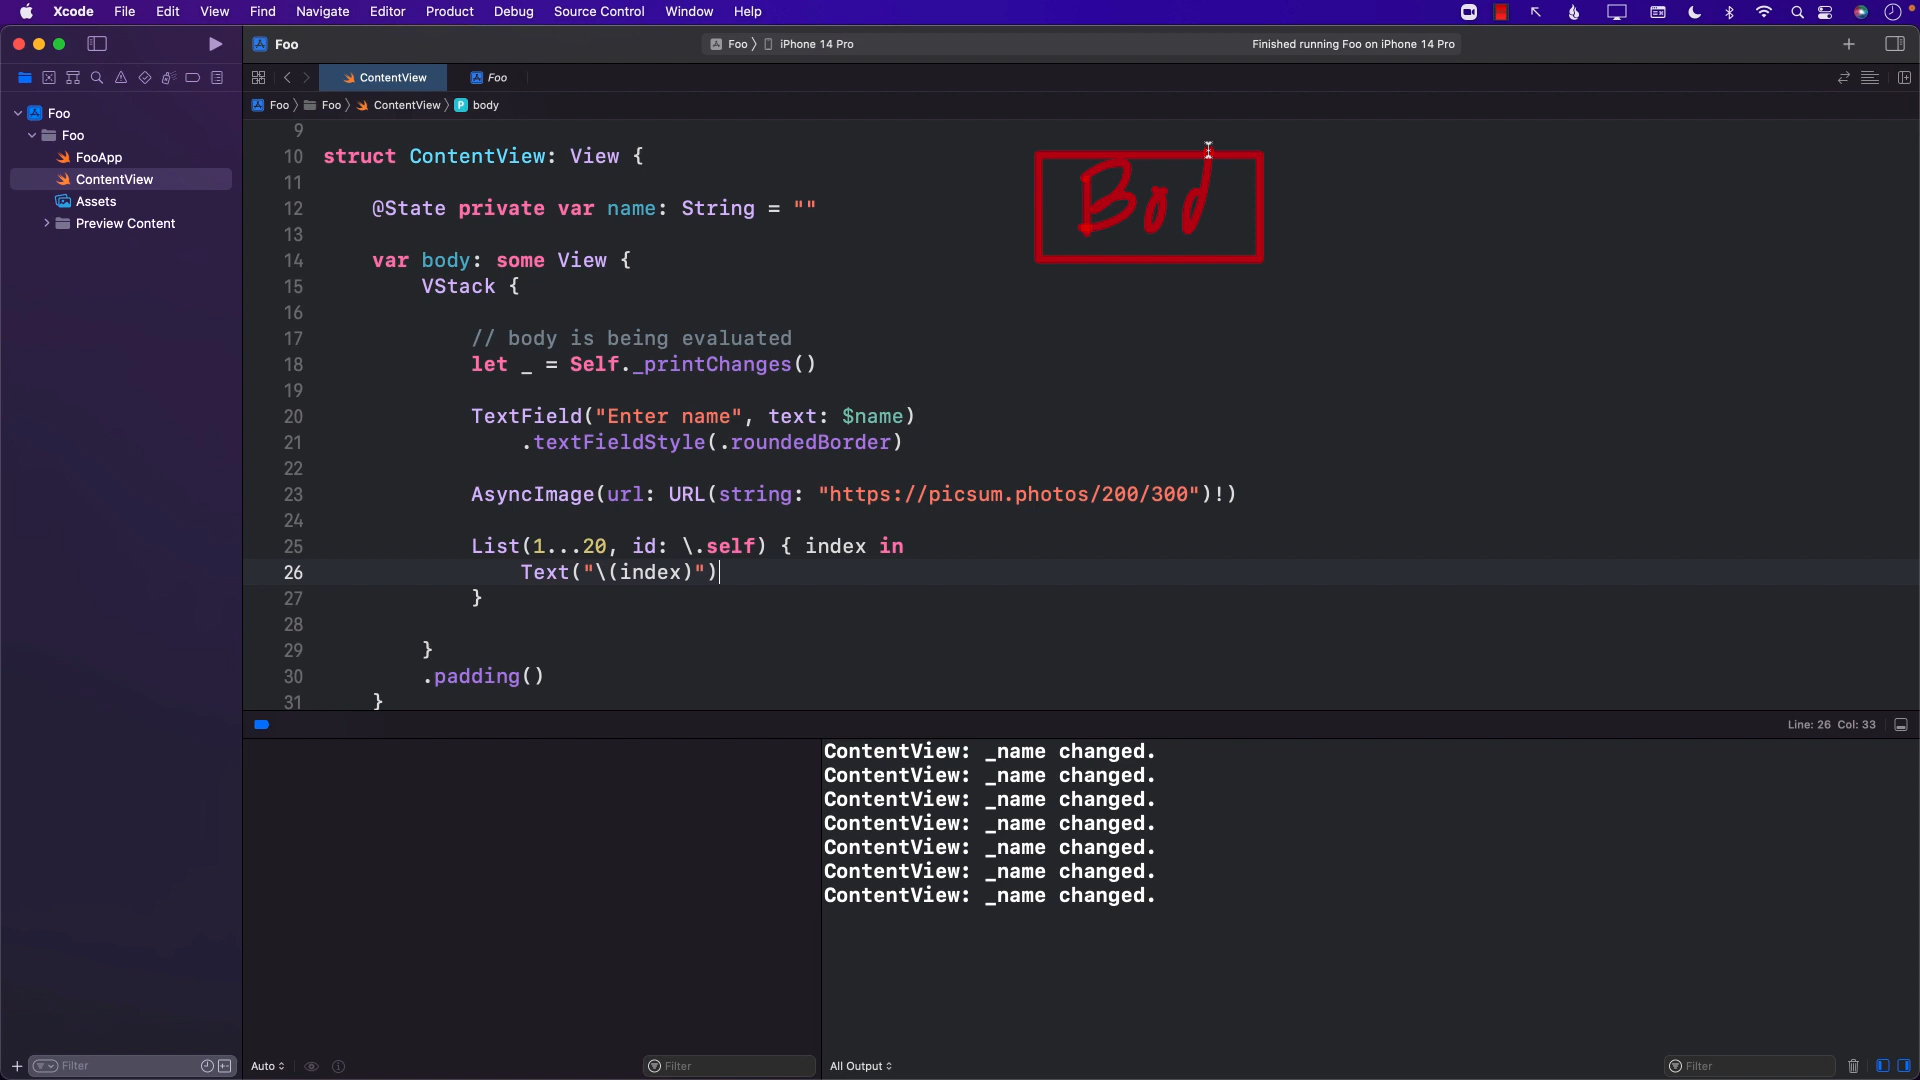 Xcode File Edit View Find Navigate Editor Product Debug Source Control Window Help
Foo
Foo 〉 iPhone 14 Pro
Finished running Foo on iPhone 14 Pro
ContentView
Foo
Foo 〉 Foo 〉 ContentView 〉 P body
Foo
Foo
FooApp
ContentView
Assets
Preview Content
9
10 struct ContentView: View {
11
12 @State private var name: String = ""
13
14 var body: some View {
15 VStack {
16
17 // body is being evaluated
18 let _ = Self._printChanges()
19
20 TextField("Enter name", text: $name)
21 .textFieldStyle(.roundedBorder)
22
23 AsyncImage(url: URL(string: "https://picsum.photos/200/300")!)
24
25 List(1...20, id: \.self) { index in
26 Text("\(index)")
27 }
28
29 }
30 .padding()
31 }
Bod
Line: 26 Col: 33
ContentView: _name changed.
ContentView: _name changed.
ContentView: _name changed.
ContentView: _name changed.
ContentView: _name changed.
ContentView: _name changed.
ContentView: _name changed.
Filter
Auto
Filter
All Output
Filter